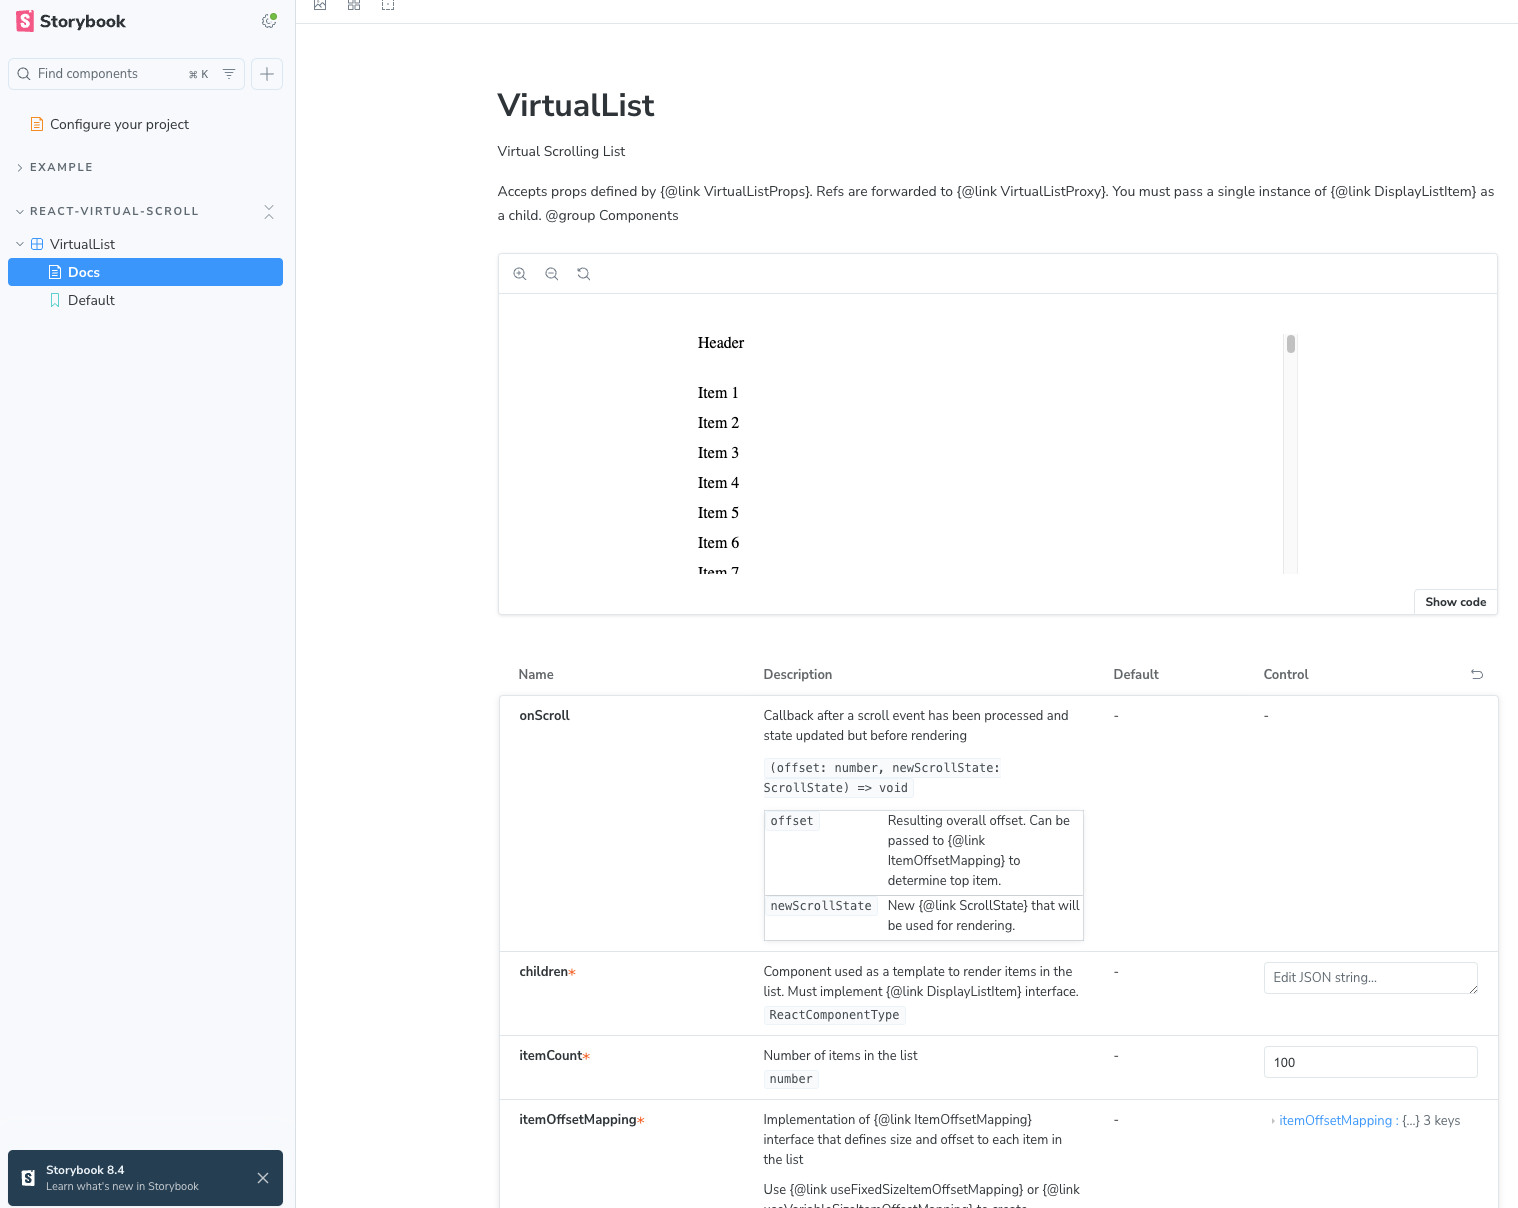 Storybook
Find components
⌘ K
Configure your project
EXAMPLE
REACT-VIRTUAL-SCROLL
VirtualList
Docs
Default
Storybook 8.4
Learn what's new in Storybook
VirtualList
Virtual Scrolling List
Accepts props defined by {@link VirtualListProps}. Refs are forwarded to {@link VirtualListProxy}. You must pass a single instance of {@link DisplayListItem} as
a child. @group Components
Header
Item 1
Item 2
Item 3
Item 4
Item 5
Item 6
Item 7
Show code
Name Description Default Control
onScroll Callback after a scroll event has been processed and - -
state updated but before rendering
(offset: number, newScrollState:
ScrollState) => void
offset Resulting overall offset. Can be
passed to {@link
ItemOffsetMapping} to
determine top item.
newScrollState New {@link ScrollState} that will
be used for rendering.
children* Component used as a template to render items in the - Edit JSON string...
list. Must implement {@link DisplayListItem} interface.
ReactComponentType
itemCount* Number of items in the list - 100
number
itemOffsetMapping* Implementation of {@link ItemOffsetMapping} - itemOffsetMapping : {...} 3 keys
interface that defines size and offset to each item in
the list
Use {@link useFixedSizeItemOffsetMapping} or {@link
useVariableSizeItemOffsetMapping} to create